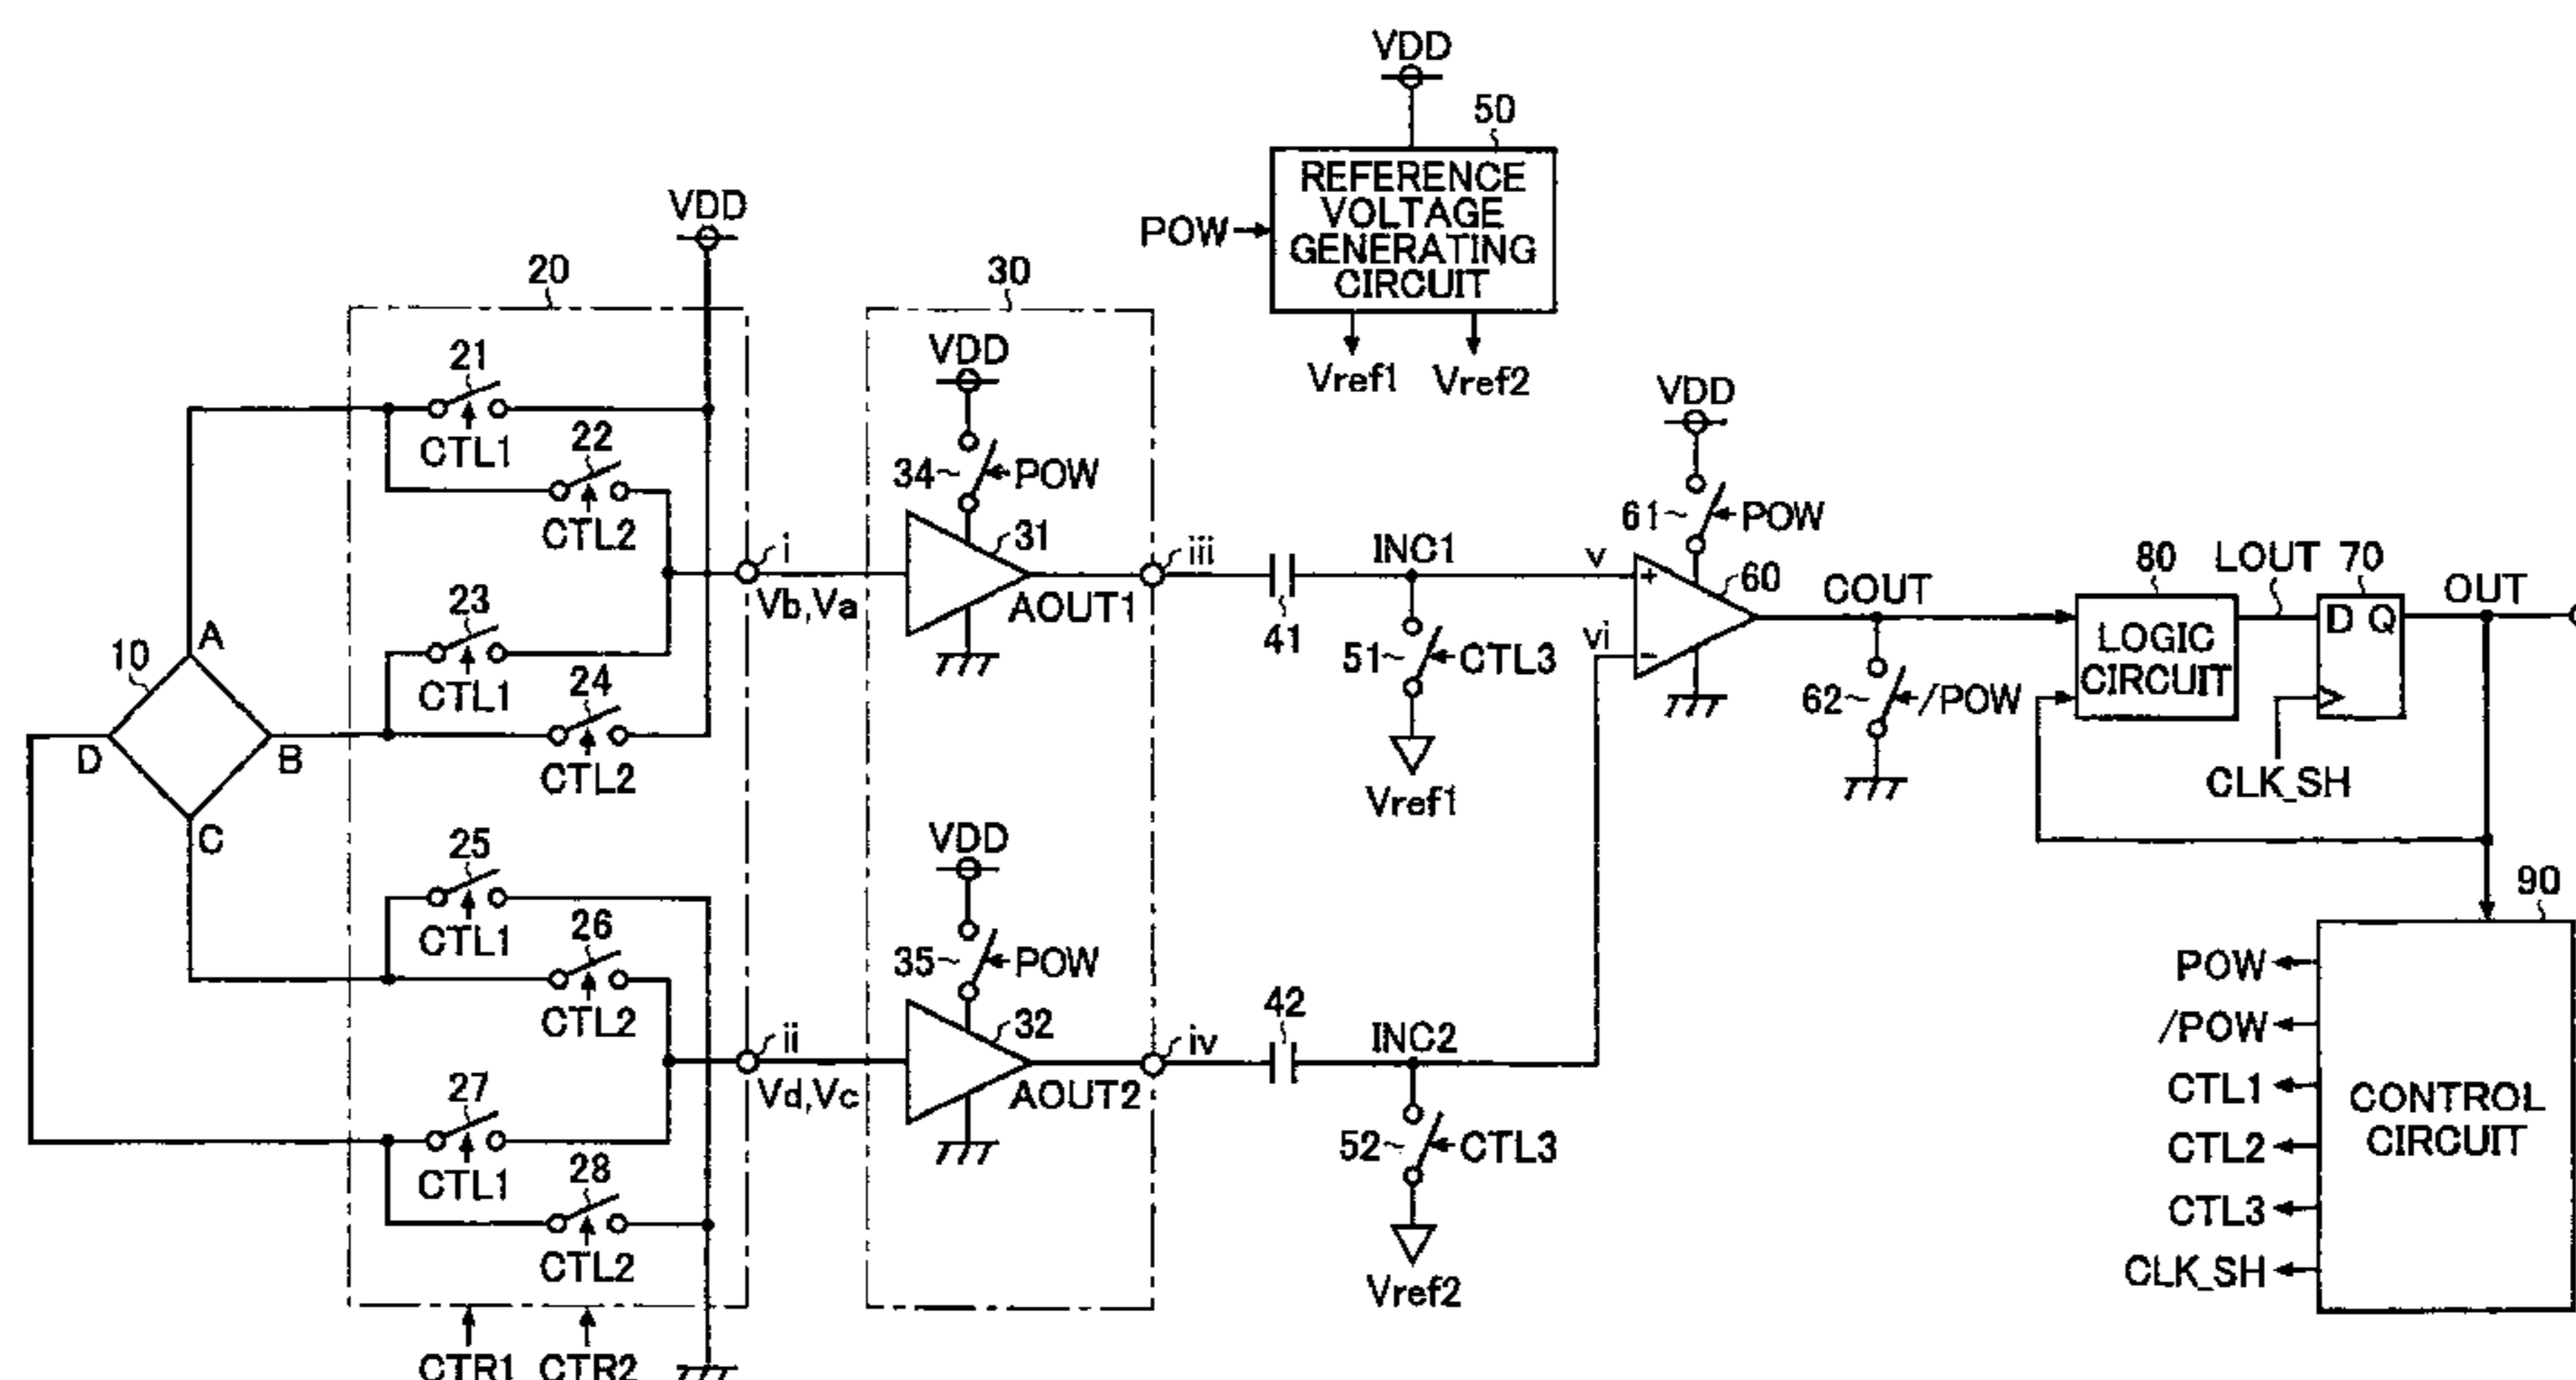 VDD
50
REFERENCE
VOLTAGE
GENERATING
CIRCUIT
POW
Vref1 Vref2
VDD
20
30
21
CTL1
22
CTL2
23
CTL1
24
CTL2
i
Vb,Va
10
A
B
C
D
25
CTL1
26
CTL2
27
CTL1
28
CTL2
ii
Vd,Vc
CTR1 CTR2
VDD
34
POW
31
AOUT1
iii
VDD
35
POW
32
AOUT2
iv
41
INC1
51
CTL3
Vref1
42
INC2
52
CTL3
Vref2
VDD
61
POW
v
+
vi
-
60
COUT
62
/POW
80
LOGIC
CIRCUIT
LOUT
70
D Q
CLK_SH
OUT
90
CONTROL
CIRCUIT
POW
/POW
CTL1
CTL2
CTL3
CLK_SH